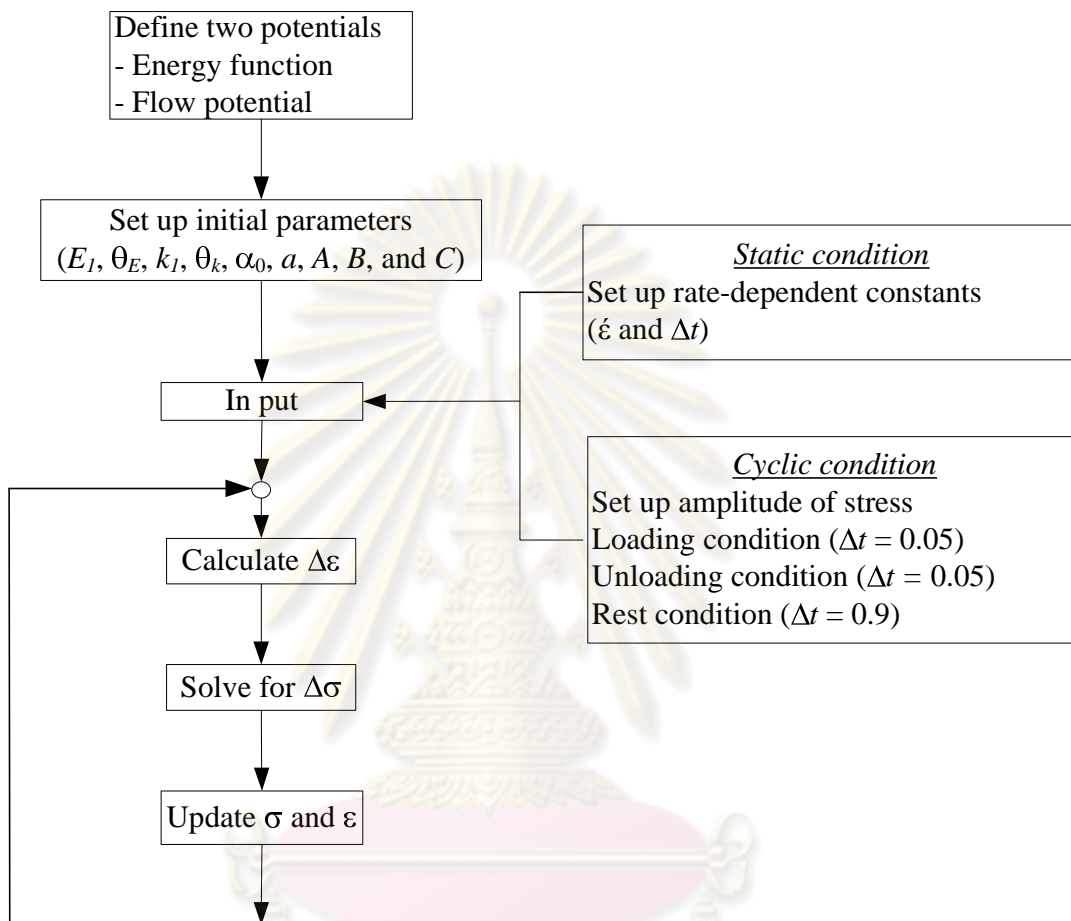 Define two potentials
- Energy function
- Flow potential
Set up initial parameters
(E1, θE, k1, θk, α0, a, A, B, and C)
Static condition
Set up rate-dependent constants
(έ and Δt)
In put
Cyclic condition
Set up amplitude of stress
Loading condition (Δt = 0.05)
Unloading condition (Δt = 0.05)
Rest condition (Δt = 0.9)
Calculate Δε
Solve for Δσ
Update σ and ε